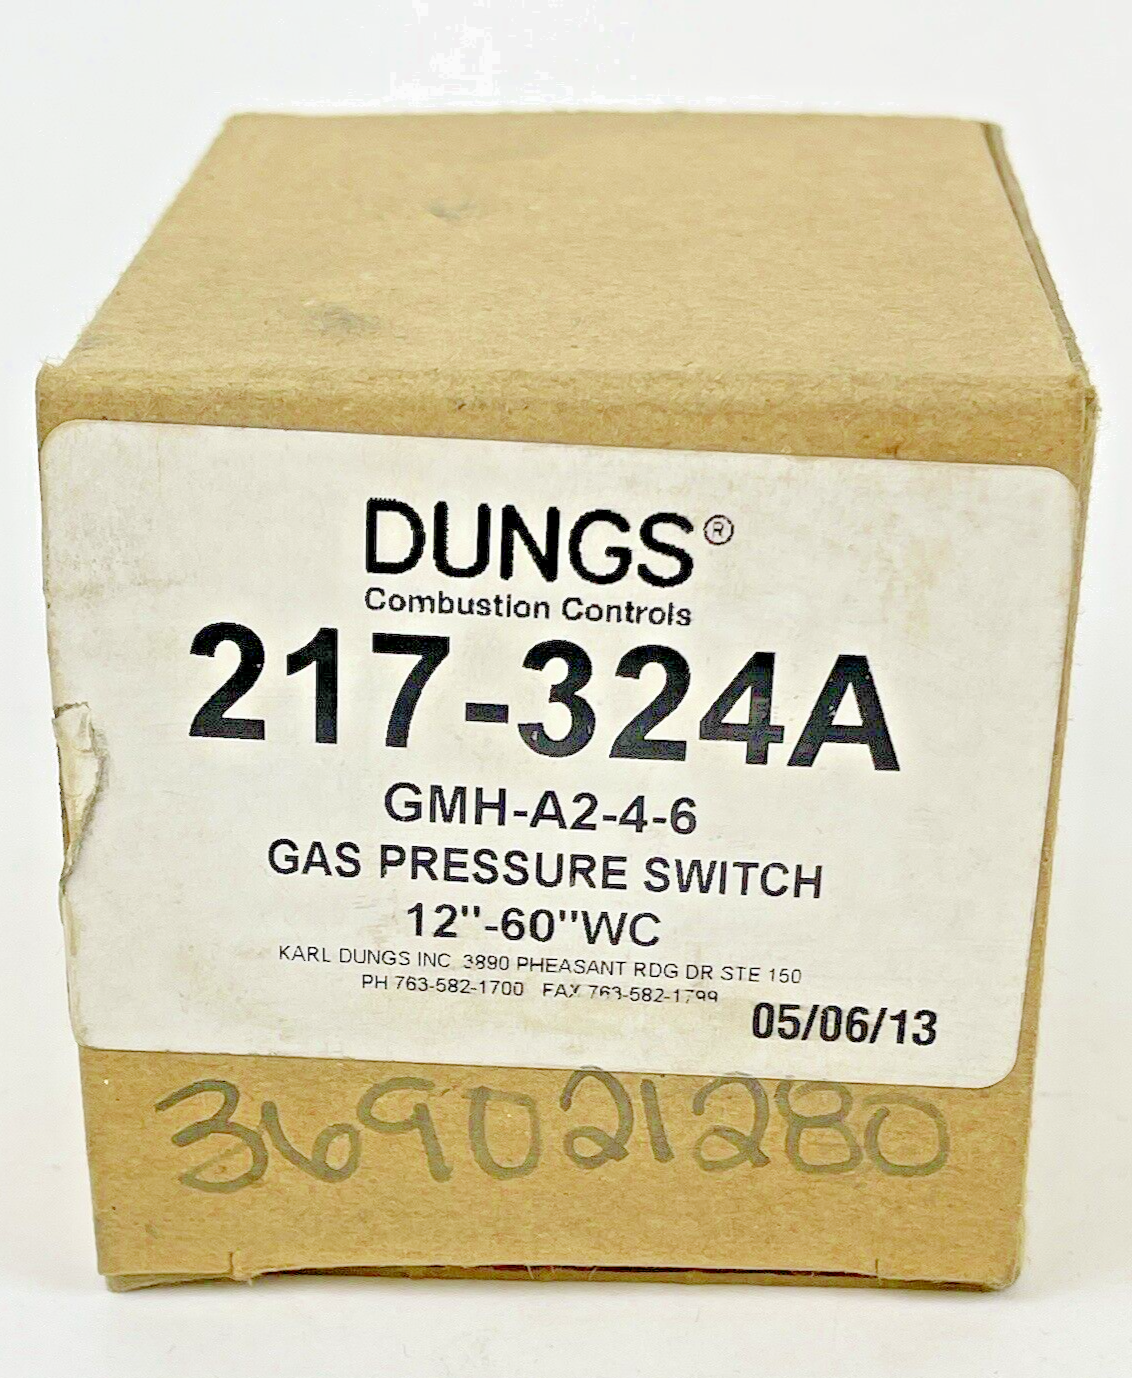 DUNGS®
Combustion Controls
217-324A
GMH-A2-4-6
GAS PRESSURE SWITCH
12"-60"WC
KARL DUNGS INC 3890 PHEASANT RDG DR STE 150
PH 763-582-1700 FAX 763-582-1799
05/06/13
369021280